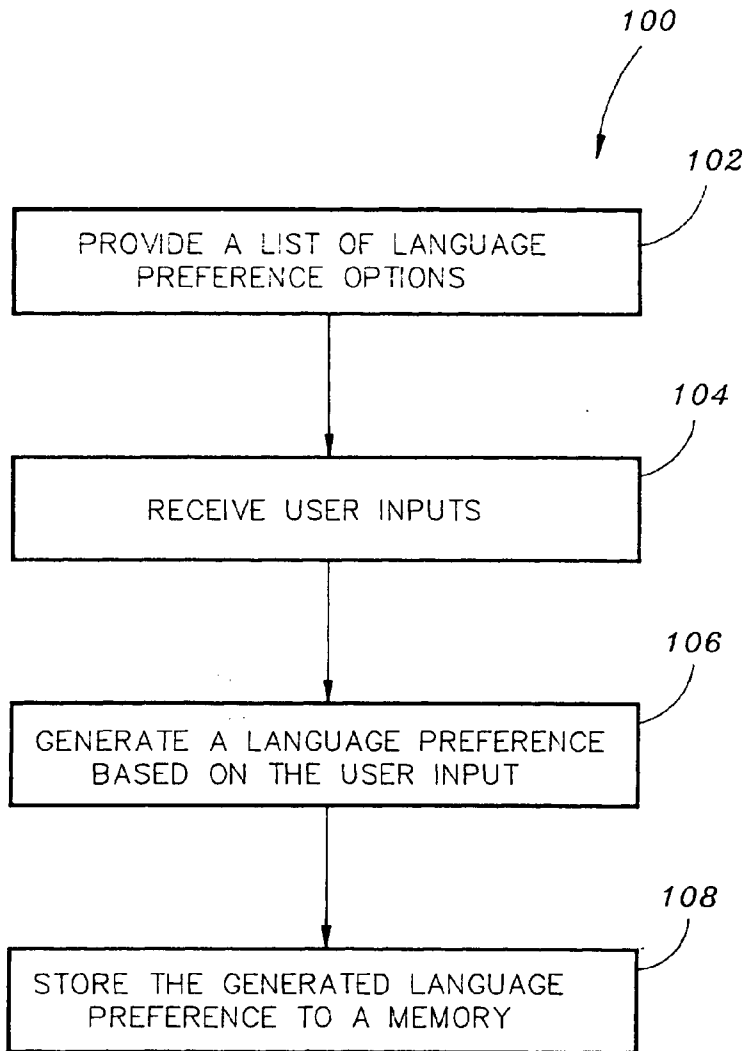 100
102
PROVIDE A LIST OF LANGUAGE
PREFERENCE OPTIONS
104
RECEIVE USER INPUTS
106
GENERATE A LANGUAGE PREFERENCE
BASED ON THE USER INPUT
108
STORE THE GENERATED LANGUAGE
PREFERENCE TO A MEMORY